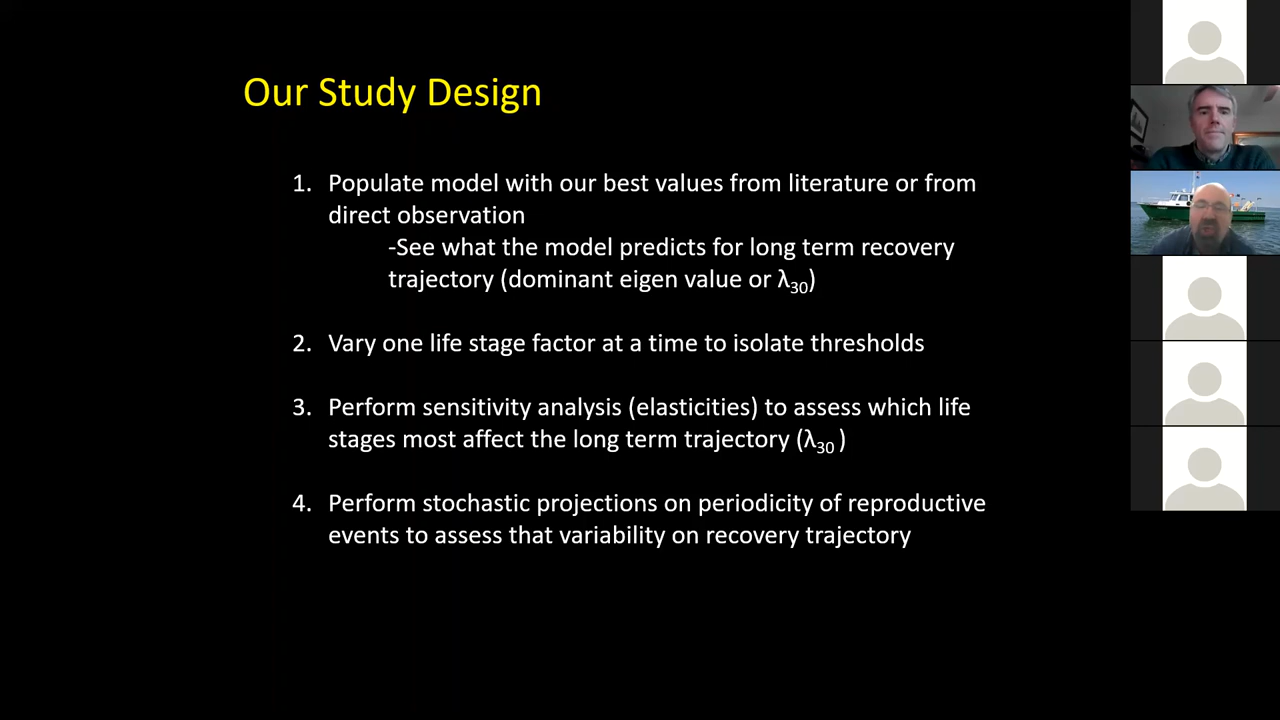 Our Study Design
1. Populate model with our best values from literature or from
direct observation
-See what the model predicts for long term recovery
trajectory (dominant eigen value or λ₃₀)
2. Vary one life stage factor at a time to isolate thresholds
3. Perform sensitivity analysis (elasticities) to assess which life
stages most affect the long term trajectory (λ₃₀ )
4. Perform stochastic projections on periodicity of reproductive
events to assess that variability on recovery trajectory